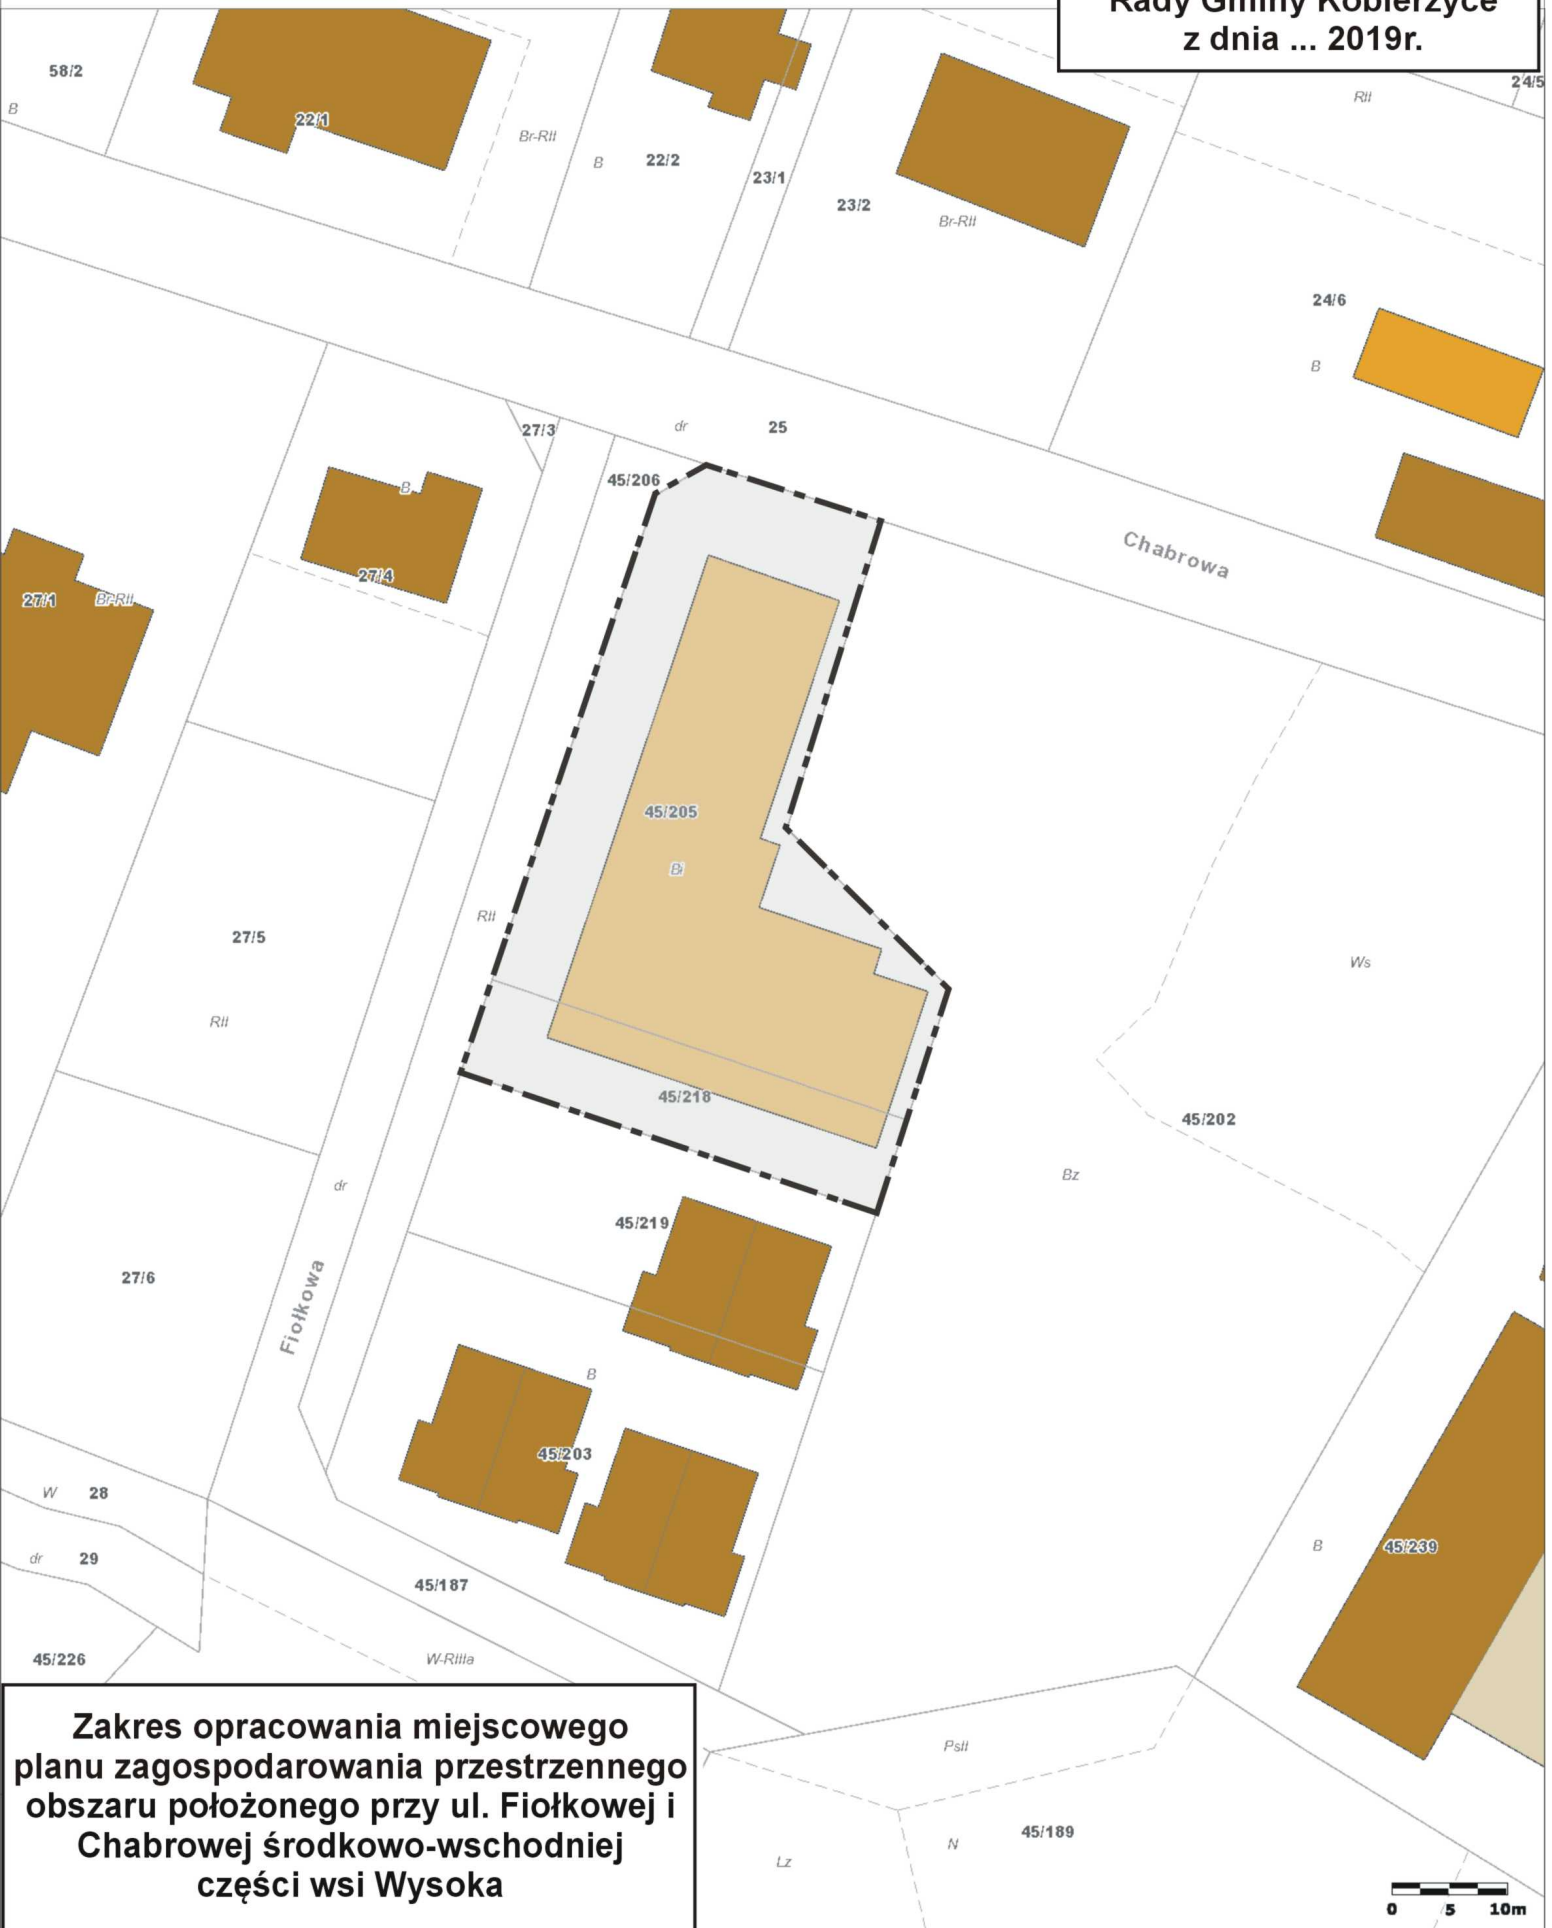 Rady Gminy Kobierzyce
z dnia ... 2019r.
58/2
B
22/1
Br-RII
B
22/2
23/1
23/2
Br-RII
RII
24/5
24/6
B
27/3
dr
25
45/206
B
27/4
27/1
Br-RII
Chabrowa
45/205
Bi
RII
27/5
RII
Ws
45/218
45/202
Bz
dr
45/219
27/6
Fiołkowa
B
45/203
W
28
dr
29
B
45/239
45/187
45/226
W-RIIIa
Zakres opracowania miejscowego
planu zagospodarowania przestrzennego
obszaru położonego przy ul. Fiołkowej i
Chabrowej środkowo-wschodniej
części wsi Wysoka
PsII
N
45/189
Lz
0 5 10m